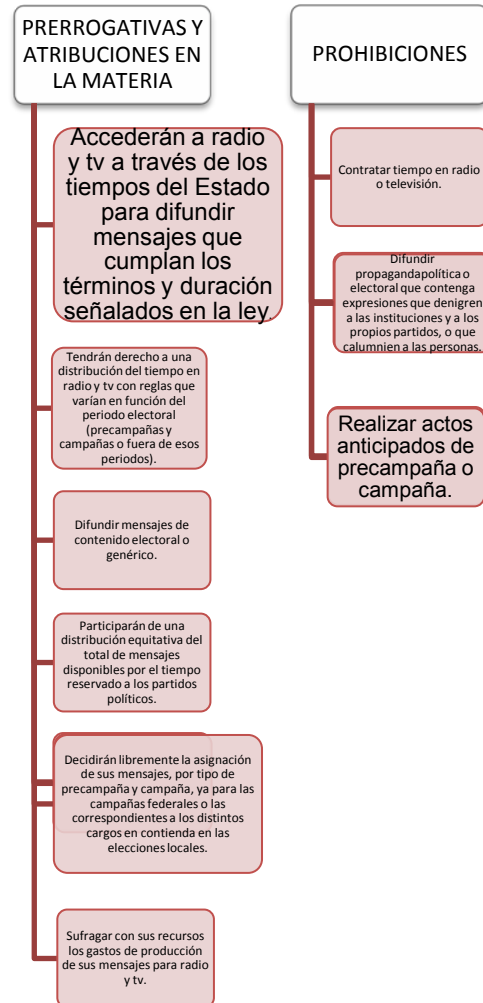 PRERROGATIVAS Y
ATRIBUCIONES EN
LA MATERIA
Accederán a radio
y tv a través de los
tiempos del Estado
para difundir
mensajes que
cumplan los
términos y duración
señalados en la ley.
Tendrán derecho a una
distribución del tiempo en
radio y tv con reglas que
varían en función del
periodo electoral
(precampañas y
campañas o fuera de esos
periodos).
Difundir mensajes de
contenido electoral o
genérico.
Participarán de una
distribución equitativa del
total de mensajes
disponibles por el tiempo
reservado a los partidos
políticos.
Decidirán libremente la asignación
de sus mensajes, por tipo de
precampaña y campaña, ya para las
campañas federales o las
correspondientes a los distintos
cargos en contienda en las
elecciones locales.
Sufragar con sus recursos
los gastos de producción
de sus mensajes para radio
y tv.
PROHIBICIONES
Contratar tiempo en radio
o televisión.
Difundir
propagandapolítica o
electoral que contenga
expresiones que denigren
a las instituciones y a los
propios partidos, o que
calumnien a las personas.
Realizar actos
anticipados de
precampaña o
campaña.